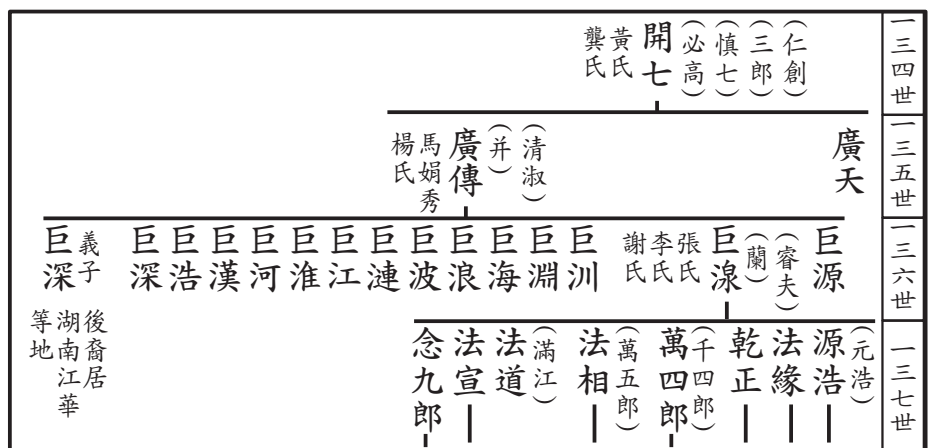 一三四世
（仁創）
（三郎）
（慎七）
（必高）
開七
黃氏
龔氏
一三五世
廣天
（清淑）
（并）
廣傳
馬娟秀
楊氏
一三六世
巨源
（睿夫）
（蘭）
巨湶
張氏
李氏
謝氏
巨汌
巨淵
巨海
巨浪
巨波
巨連
巨江
巨淮
巨河
巨漢
巨浩
巨深
義子
巨深
後裔居
湖南江華
等地
一三七世
（元浩）
源浩
法緣
乾正
（千四郎）
萬四郎
（萬五郎）
法相
（滿江）
法道
法宣
念九郎